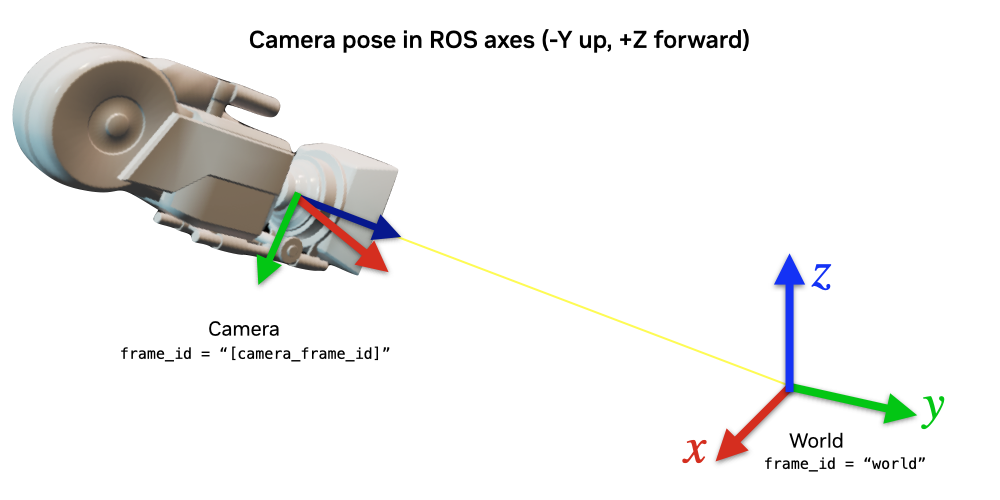 Camera pose in ROS axes (-Y up, +Z forward)
z
Camera
frame_id = “[camera_frame_id]”
y
x
World
frame_id = “world”